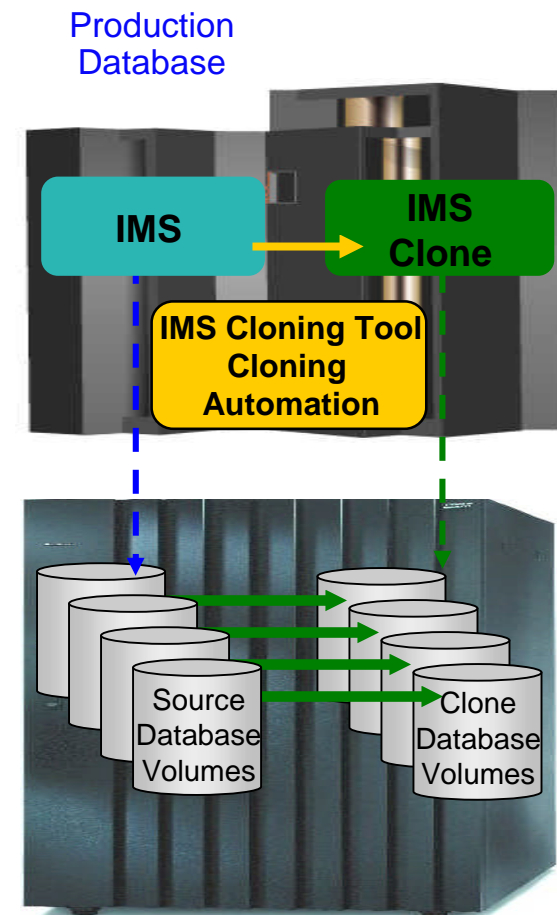 Production
Database
IMS
IMS
Clone
IMS Cloning Tool
Cloning
Automation
Source
Database
Volumes
Clone
Database
Volumes